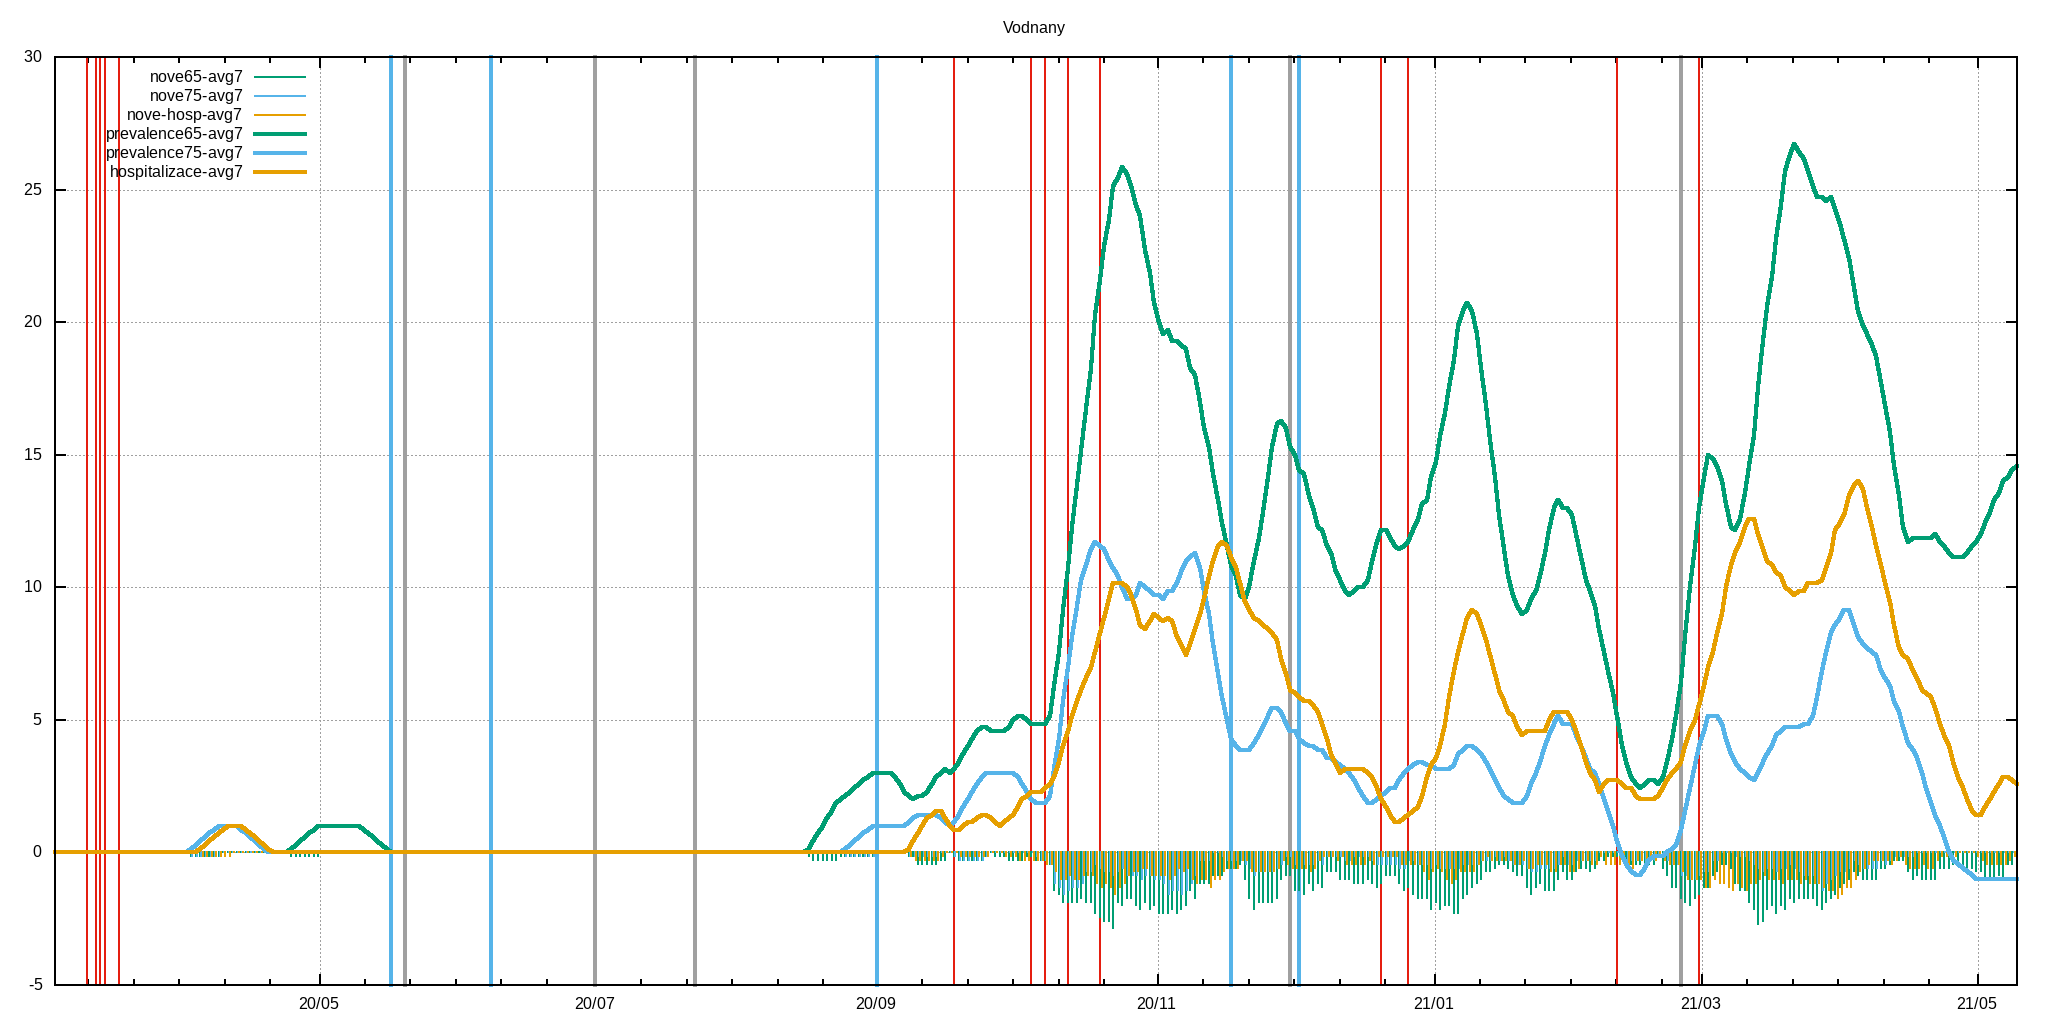 Vodnany
30
nove65-avg7
nove75-avg7
nove-hosp-avg7
prevalence65-avg7
prevalence75-avg7
hospitalizace-avg7
25
20
15
10
5
0
-5
20/05 20/07 20/09 20/11 21/01 21/03 21/05